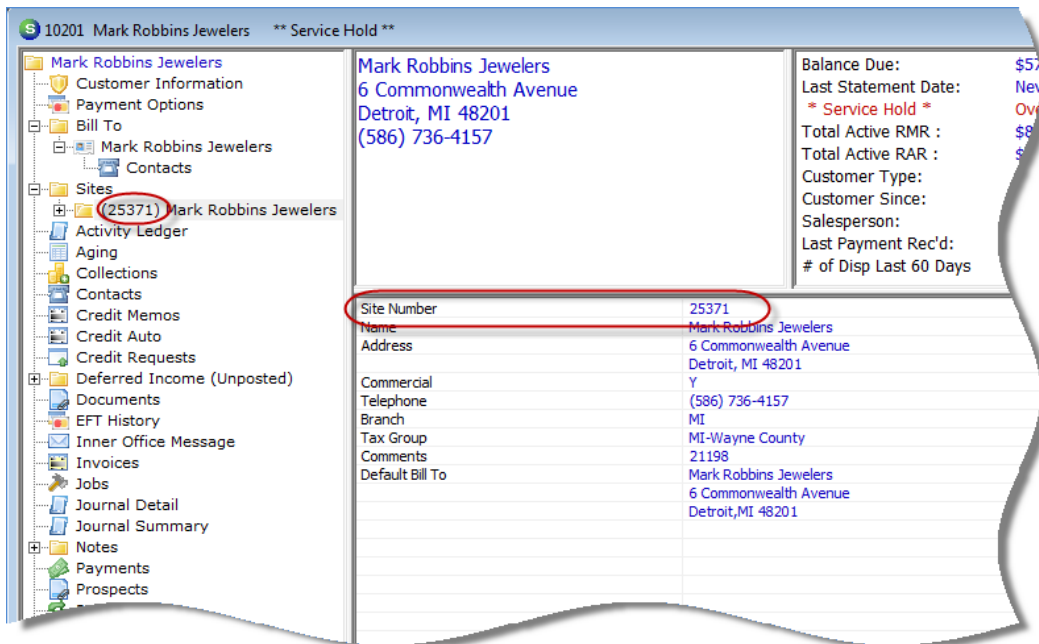 10201 Mark Robbins Jewelers ** Service Hold **
Mark Robbins Jewelers
Customer Information
Payment Options
Bill To
Mark Robbins Jewelers
Contacts
Sites
(25371) Mark Robbins Jewelers
Activity Ledger
Aging
Collections
Contacts
Credit Memos
Credit Auto
Credit Requests
Deferred Income (Unposted)
Documents
EFT History
Inner Office Message
Invoices
Jobs
Journal Detail
Journal Summary
Notes
Payments
Prospects
Mark Robbins Jewelers
6 Commonwealth Avenue
Detroit, MI 48201
(586) 736-4157
Balance Due: $57
Last Statement Date: Nev
* Service Hold * Ove
Total Active RMR : $8
Total Active RAR : $
Customer Type:
Customer Since:
Salesperson:
Last Payment Rec'd:
# of Disp Last 60 Days
Site Number 25371
Name Mark Robbins Jewelers
Address 6 Commonwealth Avenue
Detroit, MI 48201
Commercial Y
Telephone (586) 736-4157
Branch MI
Tax Group MI-Wayne County
Comments 21198
Default Bill To Mark Robbins Jewelers
6 Commonwealth Avenue
Detroit,MI 48201